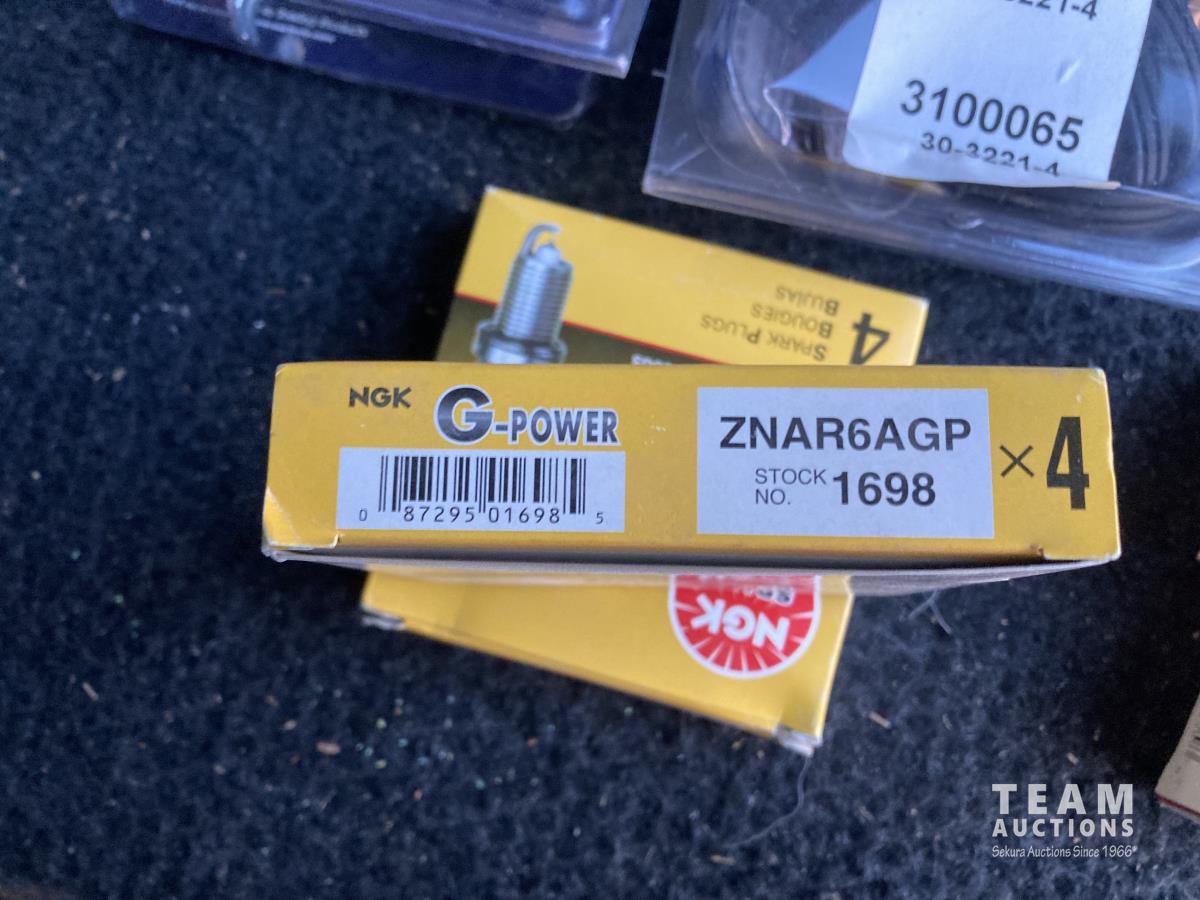 3100065
30-3221-4
4
SPARK PLUGS
BOUGIES
BUJÍAS
NGK G-POWER
0 87295 01698 5
ZNAR6AGP
STOCK NO. 1698
×4
NGK
TEAM
AUCTIONS
Sekura Auctions Since 1966